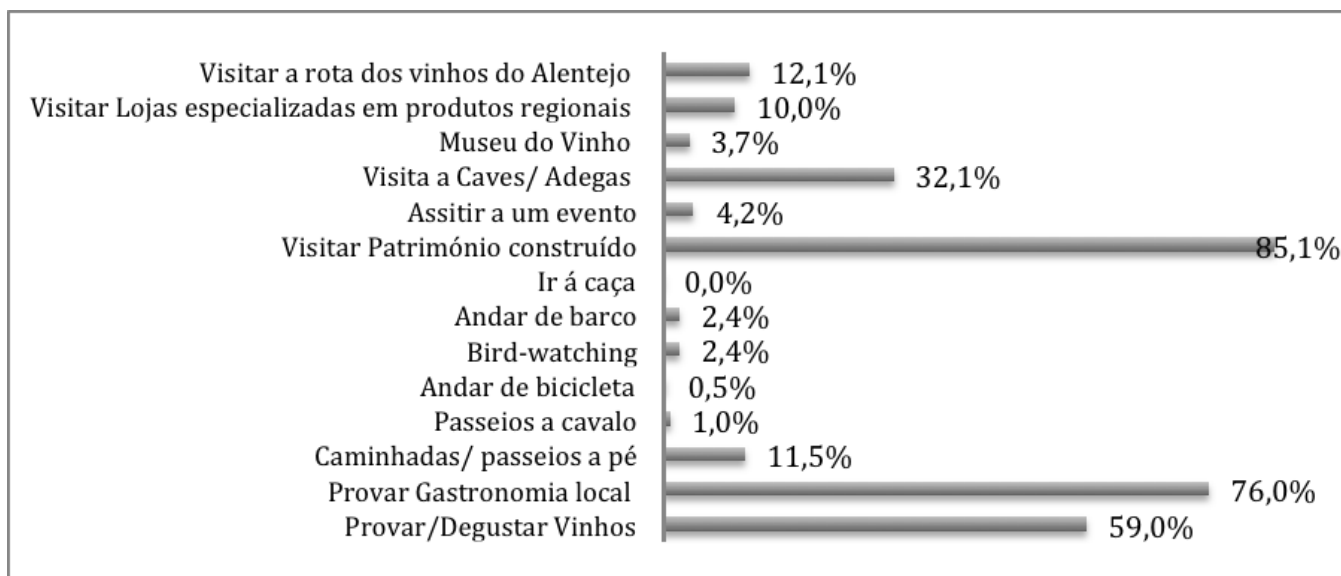 Visitar a rota dos vinhos do Alentejo 12,1%
Visitar Lojas especializadas em produtos regionais 10,0%
Museu do Vinho 3,7%
Visita a Caves/ Adegas 32,1%
Assitir a um evento 4,2%
Visitar Património construído 85,1%
Ir á caça 0,0%
Andar de barco 2,4%
Bird-watching 2,4%
Andar de bicicleta 0,5%
Passeios a cavalo 1,0%
Caminhadas/ passeios a pé 11,5%
Provar Gastronomia local 76,0%
Provar/Degustar Vinhos 59,0%